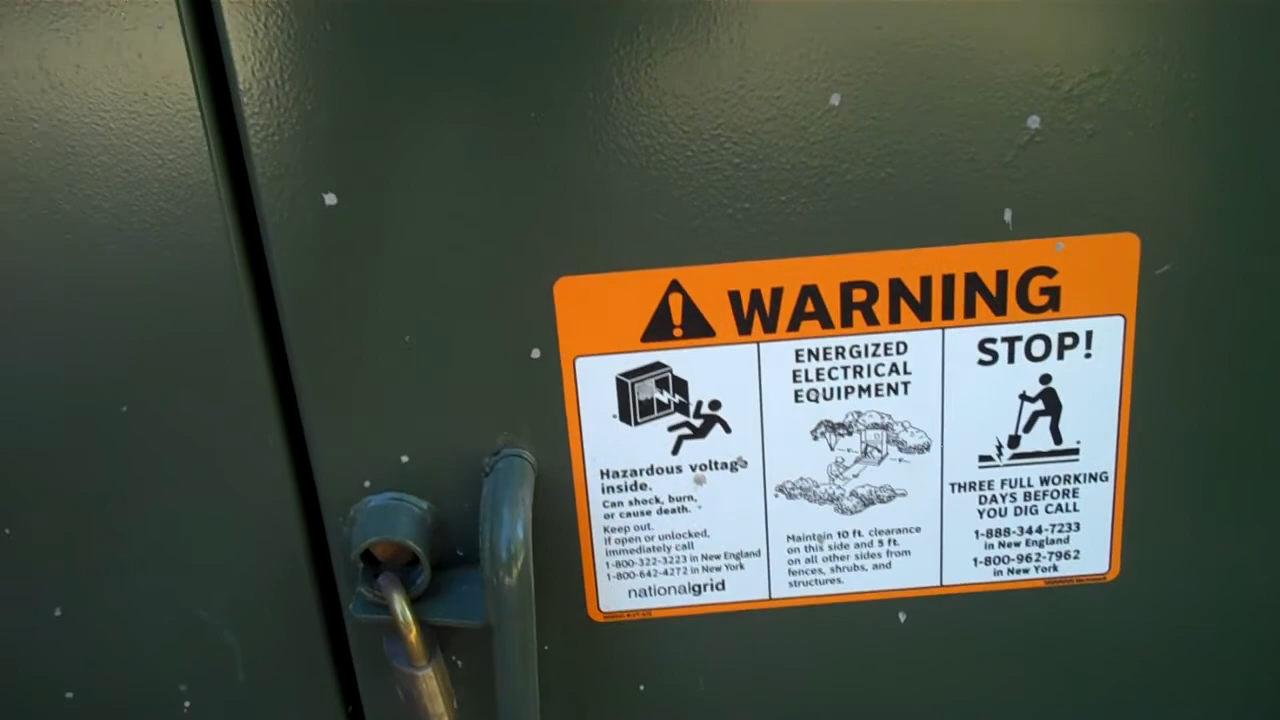 WARNING
Hazardous voltage
inside.
Can shock, burn,
or cause death.
Keep out.
If open or unlocked,
immediately call
1-800-322-3223 in New England
1-800-642-4272 in New York
nationalgrid
ENERGIZED
ELECTRICAL
EQUIPMENT
Maintain 10 ft. clearance
on this side and 5 ft.
on all other sides from
fences, shrubs, and
structures.
STOP!
THREE FULL WORKING
DAYS BEFORE
YOU DIG CALL
1-888-344-7233
in New England
1-800-962-7962
in New York